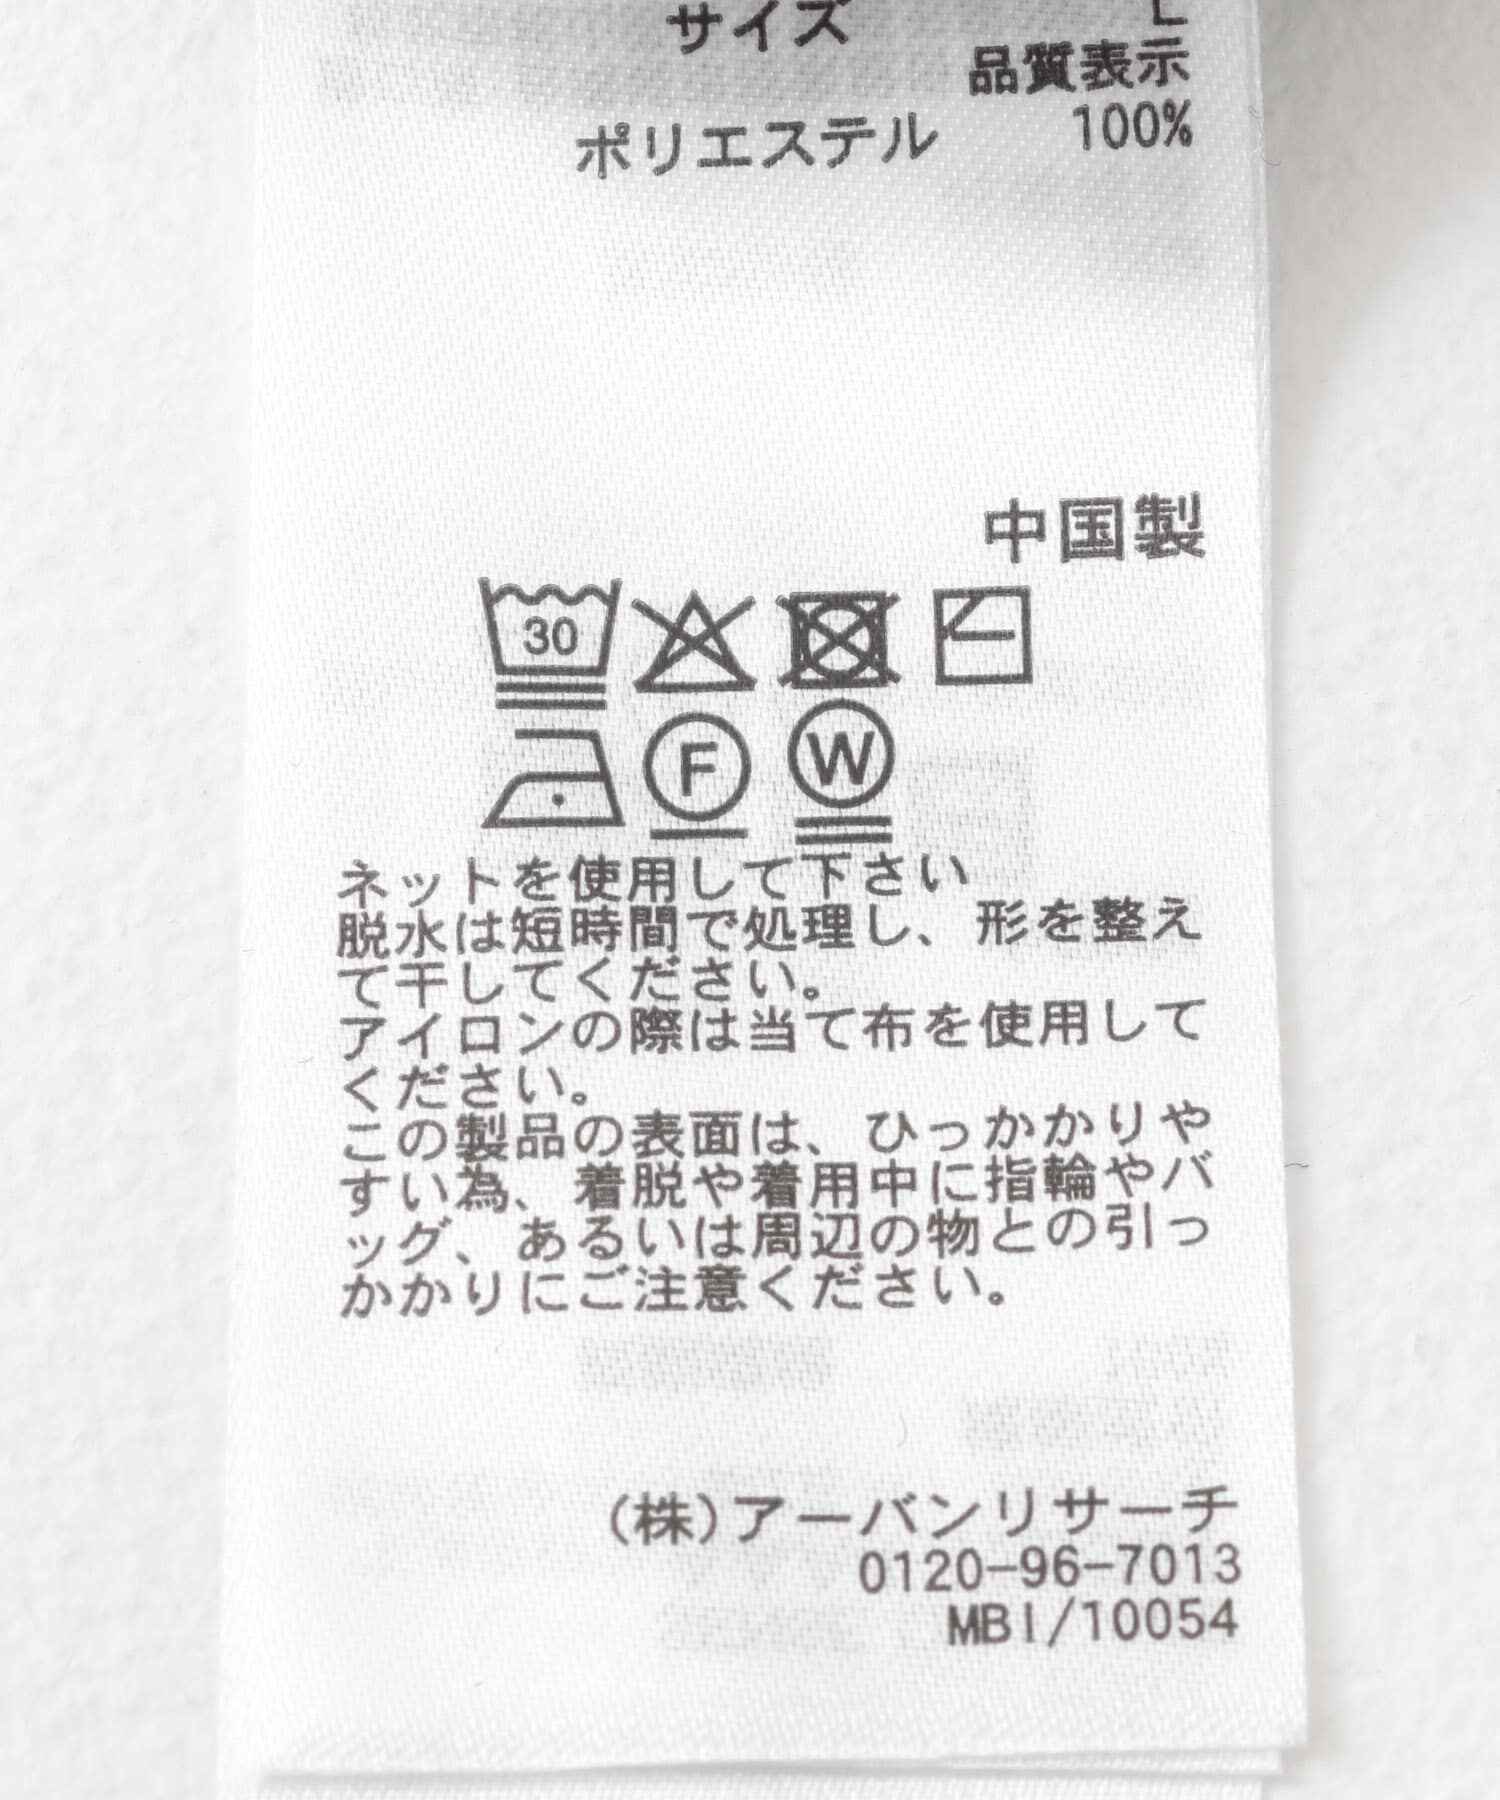 サイズ L
品質表示
ポリエステル 100%
中国製
30
F W
ネットを使用して下さい
脱水は短時間で処理し、形を整え
て干してください。
アイロンの際は当て布を使用して
ください。
この製品の表面は、ひっかかりや
すい為、着脱や着用中に指輪やバ
ッグ、あるいは周辺の物との引っ
かかりにご注意ください。
(株)アーバンリサーチ
0120-96-7013
MBI/10054